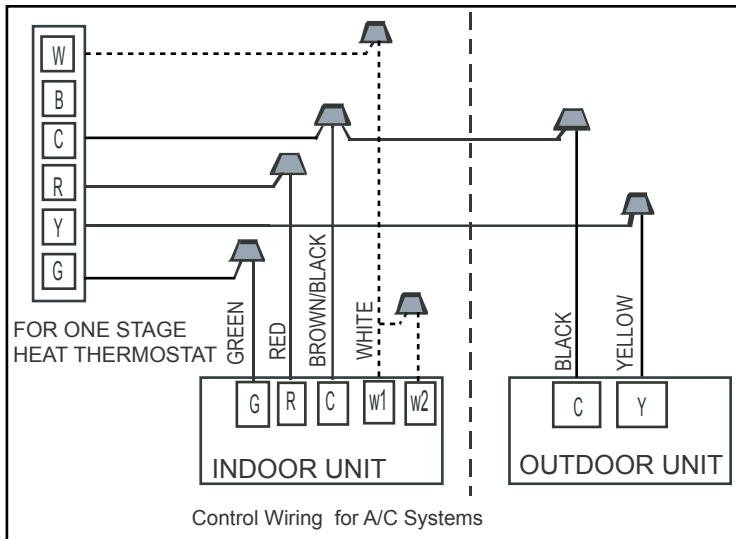 W
B
C
R
Y
G
FOR ONE STAGE
HEAT THERMOSTAT
GREEN
RED
BROWN/BLACK
WHITE
BLACK
YELLOW
G
R
C
w1
w2
INDOOR UNIT
C
Y
OUTDOOR UNIT
Control Wiring for A/C Systems